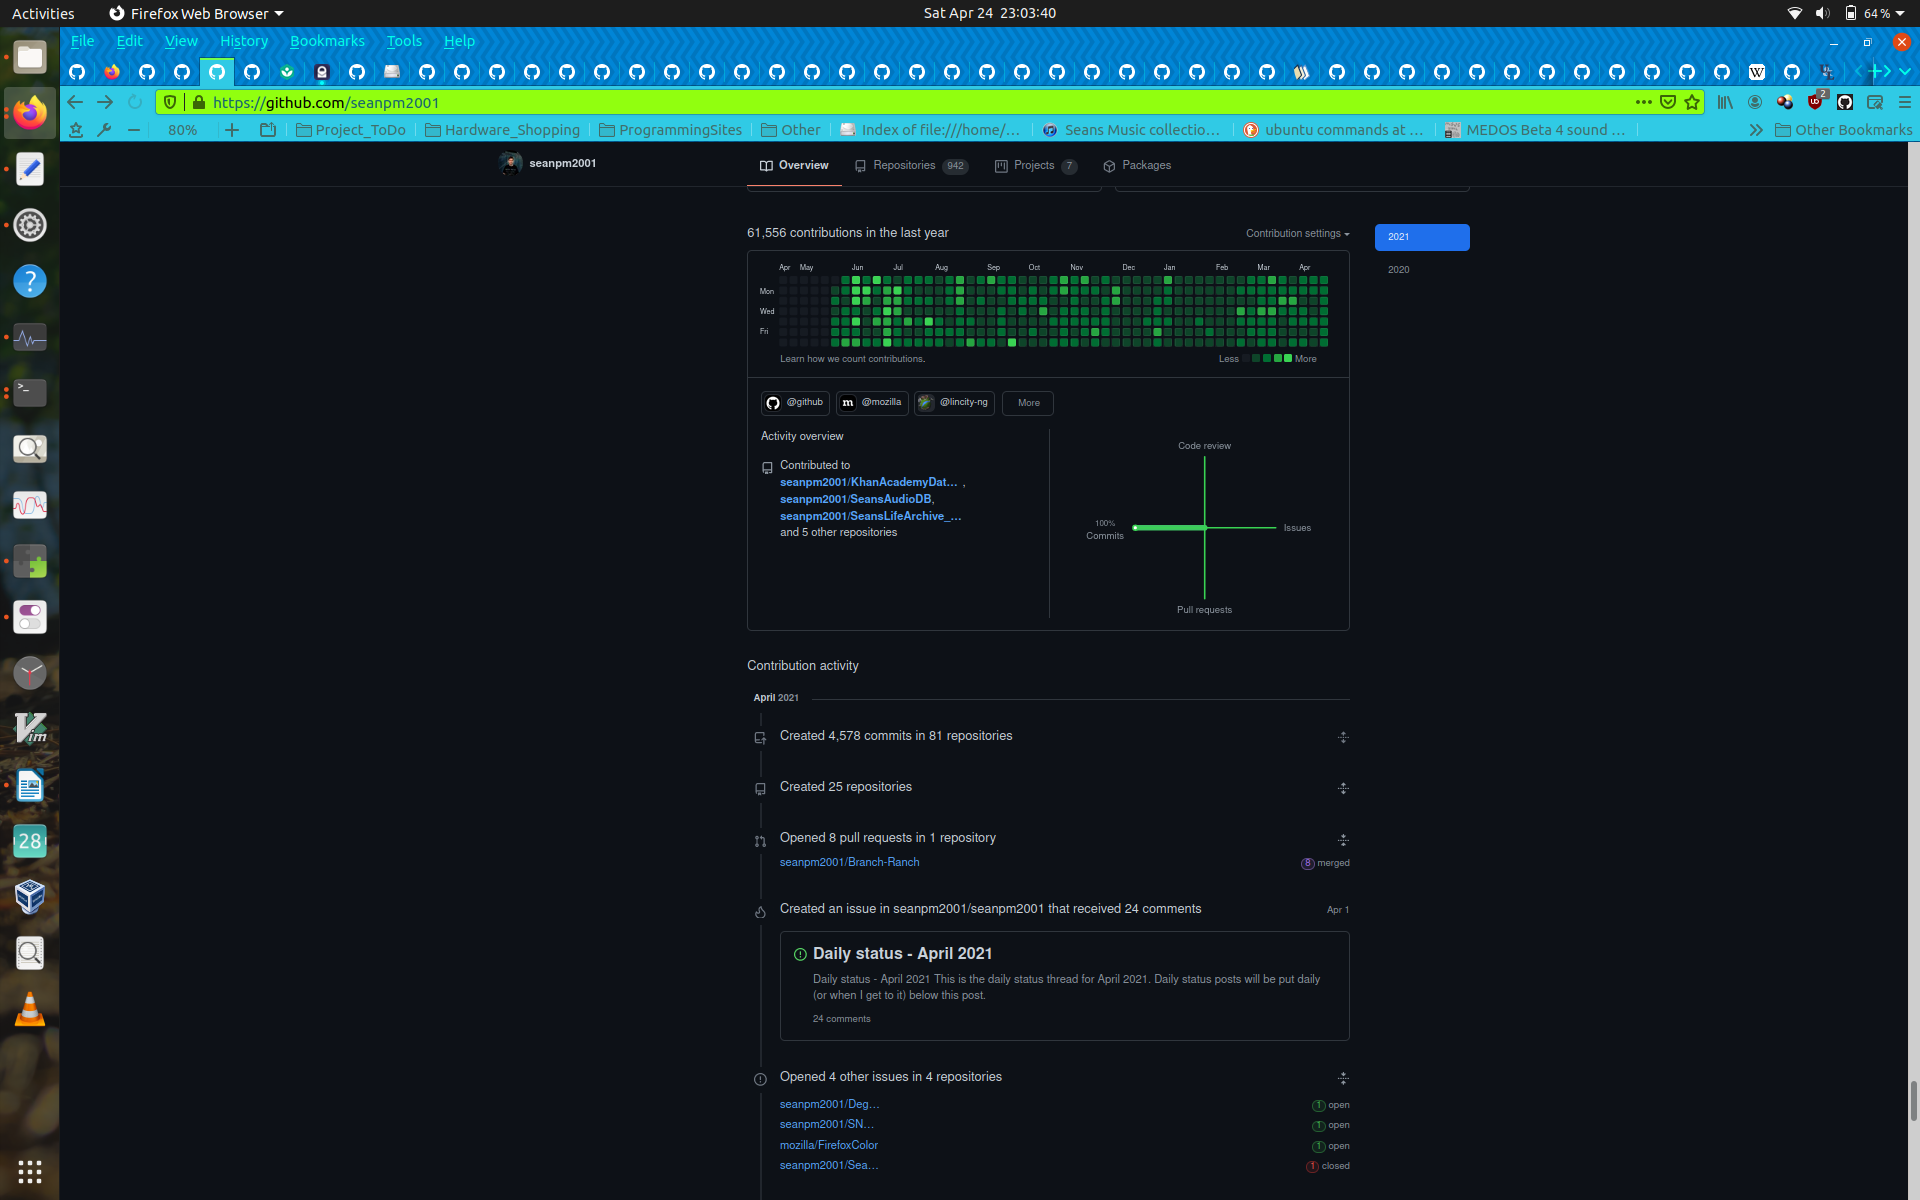 Activities Firefox Web Browser Sat Apr 24 23:03:40 64 %
File Edit View History Bookmarks Tools Help
https://github.com/seanpm2001 2
80% Project_ToDo Hardware_Shopping ProgrammingSites Other Index of file:///home/... Seans Music collectio... ubuntu commands at ... MEDOS Beta 4 sound ... Other Bookmarks
seanpm2001 Overview Repositories 942 Projects 7 Packages
61,556 contributions in the last year Contribution settings 2021
2020
Apr May Jun Jul Aug Sep Oct Nov Dec Jan Feb Mar Apr
Mon
Wed
Fri
Learn how we count contributions. Less More
@github m @mozilla @lincity-ng More
Activity overview
Contributed to
seanpm2001/KhanAcademyDat... ,
seanpm2001/SeansAudioDB,
seanpm2001/SeansLifeArchive_...
and 5 other repositories
Code review
100%
Commits
Issues
Pull requests
Contribution activity
April 2021
Created 4,578 commits in 81 repositories
Created 25 repositories
Opened 8 pull requests in 1 repository
seanpm2001/Branch-Ranch 8 merged
Created an issue in seanpm2001/seanpm2001 that received 24 comments Apr 1
Daily status - April 2021
Daily status - April 2021 This is the daily status thread for April 2021. Daily status posts will be put daily
(or when I get to it) below this post.
24 comments
Opened 4 other issues in 4 repositories
seanpm2001/Deg... 1 open
seanpm2001/SN... 1 open
mozilla/FirefoxColor 1 open
seanpm2001/Sea... 1 closed
W
?
>_
Vim
28